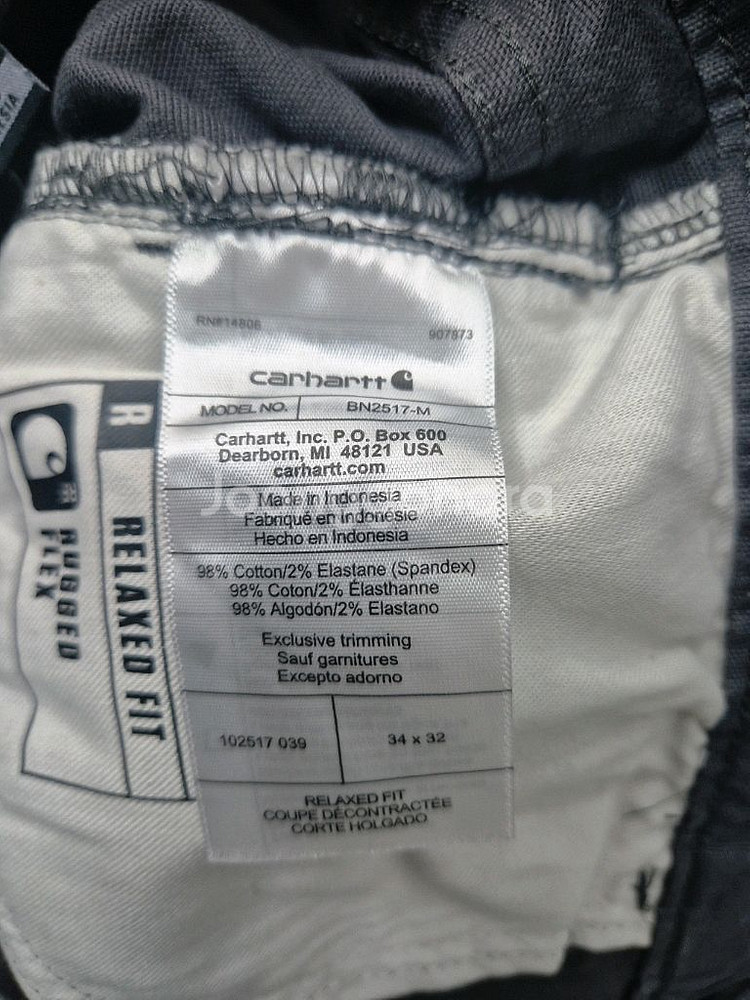 RN#14806
907873
carhartt
MODEL NO.
BN2517-M
Carhartt, Inc. P.O. Box 600
Dearborn, MI 48121 USA
carhartt.com
Made in Indonesia
Fabriqué en Indonésie
Hecho en Indonesia
98% Cotton/2% Elastane (Spandex)
98% Coton/2% Élasthanne
98% Algodón/2% Elastano
Exclusive trimming
Sauf garnitures
Excepto adorno
102517 039
34 x 32
RELAXED FIT
COUPE DÉCONTRACTÉE
CORTE HOLGADO
R
RELAXED FIT
RUGGED
FLEX